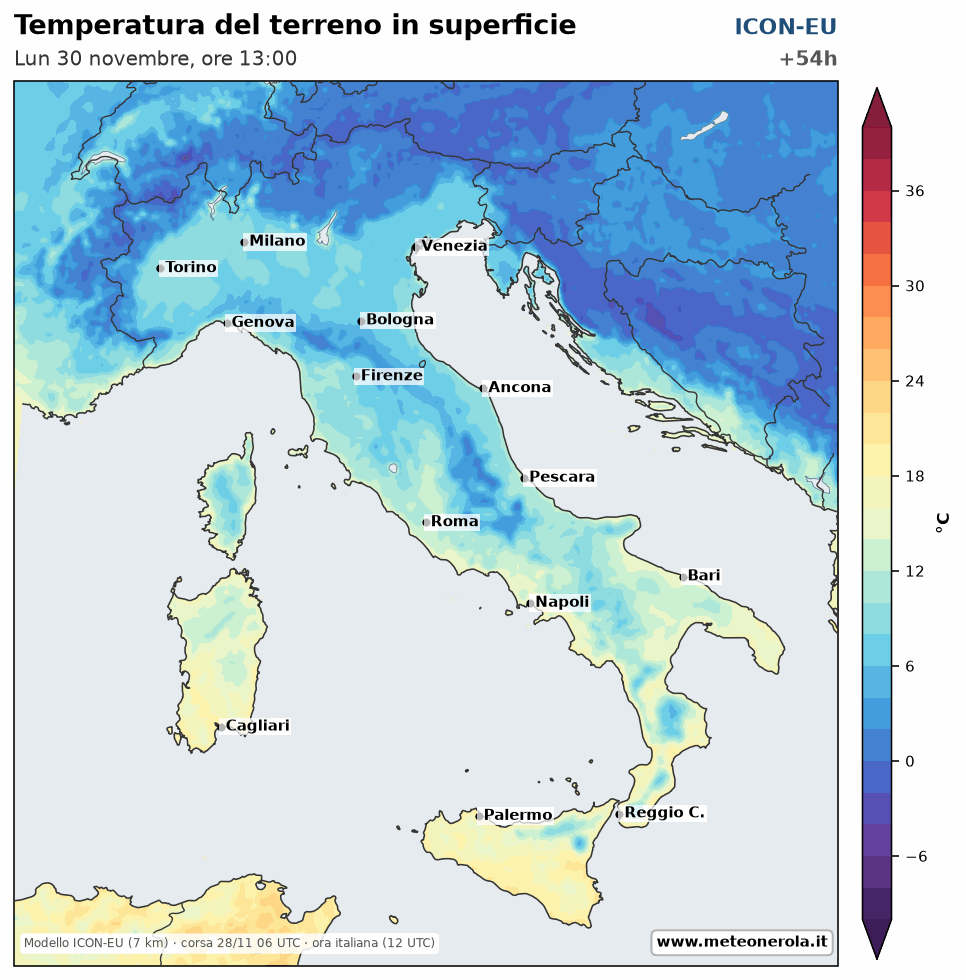 Temperatura del terreno in superficie
ICON-EU
Lun 30 novembre, ore 13:00
+54h
Milano
Venezia
Torino
Genova
Bologna
Firenze
Ancona
Pescara
Roma
Bari
Napoli
Cagliari
Palermo
Reggio C.
36
30
24
18
12
6
0
−6
°C
Modello ICON-EU (7 km) · corsa 28/11 06 UTC · ora italiana (12 UTC)
www.meteonerola.it